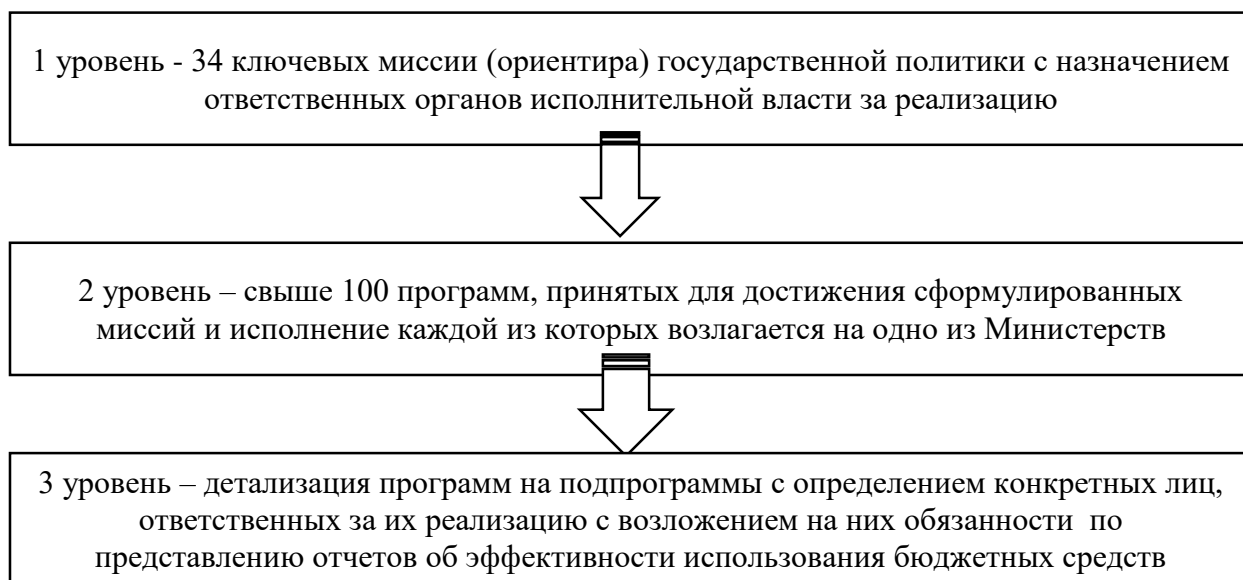 1 уровень - 34 ключевых миссии (ориентира) государственной политики с назначением
ответственных органов исполнительной власти за реализацию
2 уровень – свыше 100 программ, принятых для достижения сформулированных
миссий и исполнение каждой из которых возлагается на одно из Министерств
3 уровень – детализация программ на подпрограммы с определением конкретных лиц,
ответственных за их реализацию с возложением на них обязанности по
представлению отчетов об эффективности использования бюджетных средств